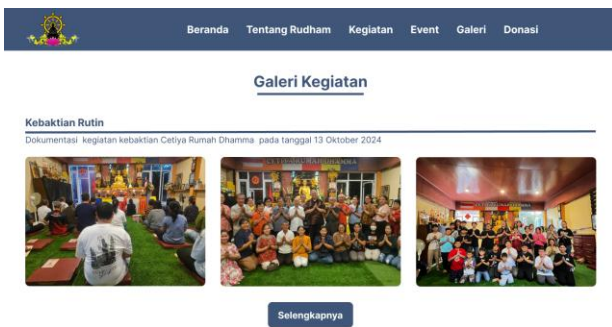 Beranda Tentang Rudham Kegiatan Event Galeri Donasi
Galeri Kegiatan
Kebaktian Rutin
Dokumentasi kegiatan kebaktian Cetiya Rumah Dhamma pada tanggal 13 Oktober 2024
Selengkapnya